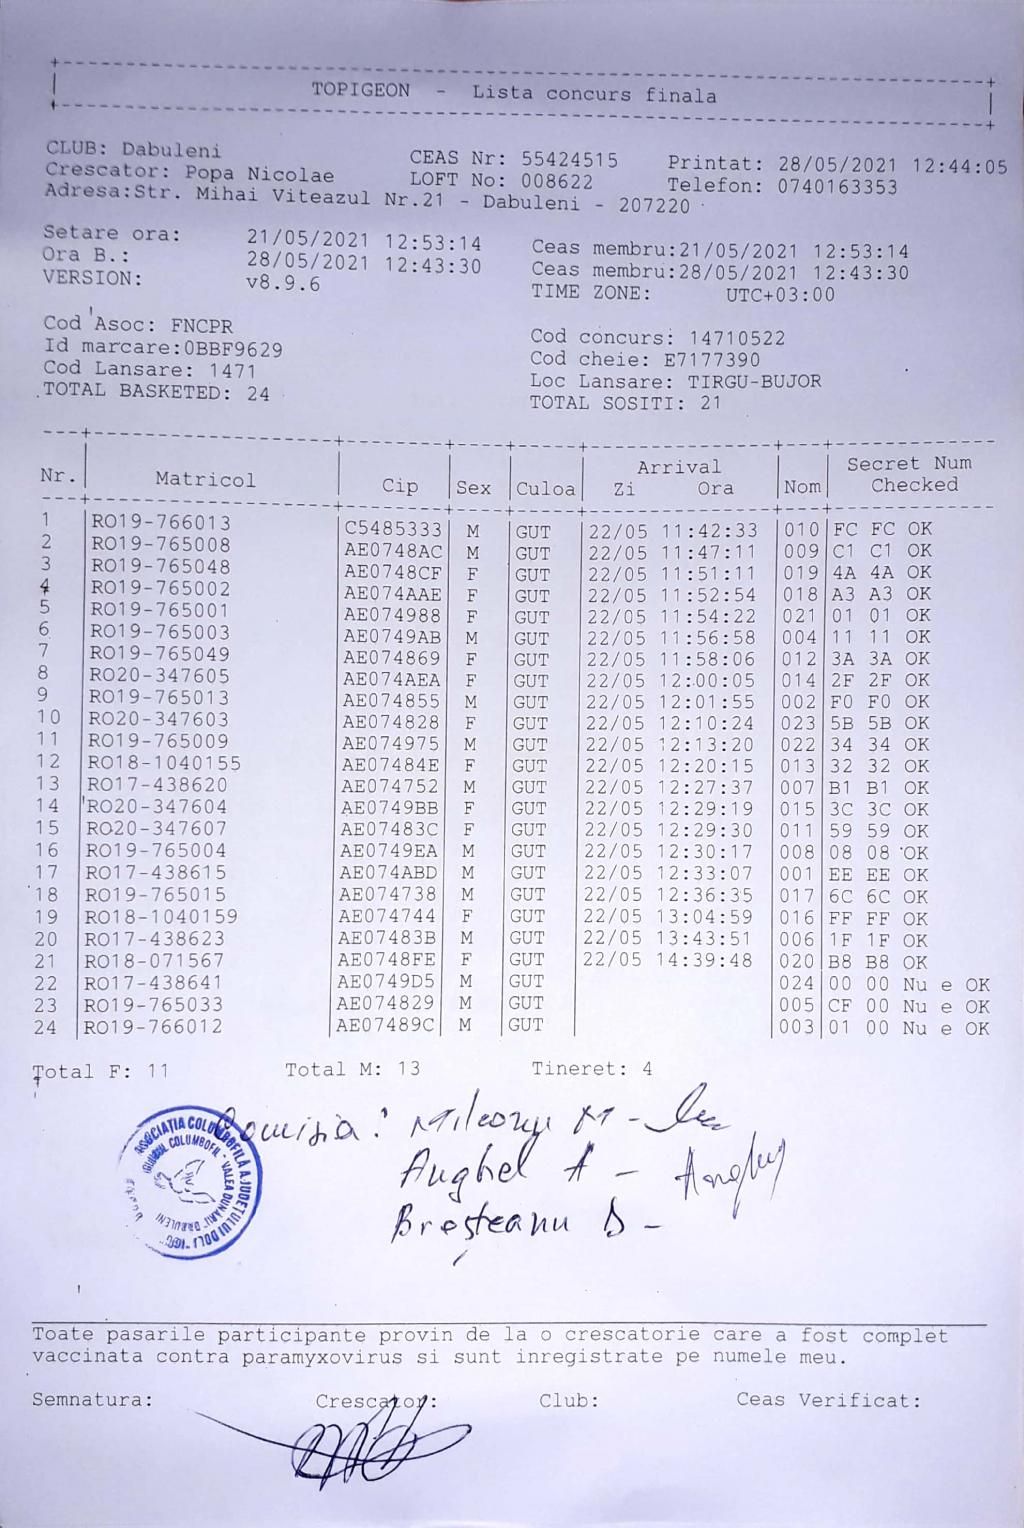 TOPIGEON - Lista concurs finala
CLUB: Dabuleni
CEAS Nr: 55424515 Printat: 28/05/2021 12:44:05
Crescator: Popa Nicolae
LOFT No: 008622 Telefon: 0740163353
Adresa:Str. Mihai Viteazul Nr.21 - Dabuleni - 207220
Setare ora: 21/05/2021 12:53:14 Ceas membru:21/05/2021 12:53:14
Ora B.: 28/05/2021 12:43:30 Ceas membru:28/05/2021 12:43:30
VERSION: v8.9.6 TIME ZONE: UTC+03:00
Cod Asoc: FNCPR Cod concurs: 14710522
Id marcare:0BBF9629 Cod cheie: E7177390
Cod Lansare: 1471 Loc Lansare: TIRGU-BUJOR
TOTAL BASKETED: 24 TOTAL SOSITI: 21
Arrival Secret Num
Nr. Matricol Cip Sex Culoa Zi Ora Nom Checked
1 RO19-766013 C5485333 M GUT 22/05 11:42:33 010 FC FC OK
2 RO19-765008 AE0748AC M GUT 22/05 11:47:11 009 C1 C1 OK
3 RO19-765048 AE0748CF F GUT 22/05 11:51:11 019 4A 4A OK
4 RO19-765002 AE074AAE F GUT 22/05 11:52:54 018 A3 A3 OK
5 RO19-765001 AE074988 F GUT 22/05 11:54:22 021 01 01 OK
6 RO19-765003 AE0749AB M GUT 22/05 11:56:58 004 11 11 OK
7 RO19-765049 AE074869 F GUT 22/05 11:58:06 012 3A 3A OK
8 RO20-347605 AE074AEA F GUT 22/05 12:00:05 014 2F 2F OK
9 RO19-765013 AE074855 M GUT 22/05 12:01:55 002 F0 F0 OK
10 RO20-347603 AE074828 F GUT 22/05 12:10:24 023 5B 5B OK
11 RO19-765009 AE074975 M GUT 22/05 12:13:20 022 34 34 OK
12 RO18-1040155 AE07484E F GUT 22/05 12:20:15 013 32 32 OK
13 RO17-438620 AE074752 M GUT 22/05 12:27:37 007 B1 B1 OK
14 RO20-347604 AE0749BB F GUT 22/05 12:29:19 015 3C 3C OK
15 RO20-347607 AE07483C F GUT 22/05 12:29:30 011 59 59 OK
16 RO19-765004 AE0749EA M GUT 22/05 12:30:17 008 08 08 OK
17 RO17-438615 AE074ABD M GUT 22/05 12:33:07 001 EE EE OK
18 RO19-765015 AE074738 M GUT 22/05 12:36:35 017 6C 6C OK
19 RO18-1040159 AE074744 F GUT 22/05 13:04:59 016 FF FF OK
20 RO17-438623 AE07483B M GUT 22/05 13:43:51 006 1F 1F OK
21 RO18-071567 AE0748FE F GUT 22/05 14:39:48 020 B8 B8 OK
22 RO17-438641 AE0749D5 M GUT 024 00 00 Nu e OK
23 RO19-765033 AE074829 M GUT 005 CF 00 Nu e OK
24 RO19-766012 AE07489C M GUT 003 01 00 Nu e OK
Total F: 11 Total M: 13 Tineret: 4
Comisia: M -
Anghel A -
Breșteanu D -
ASOCIAȚIA COLUMBOFILĂ A JUDEȚULUI DOLJ
COLUMBOFIL "VALEA DUNĂRII" DĂBULENI
Toate pasarile participante provin de la o crescatorie care a fost complet
vaccinata contra paramyxovirus si sunt inregistrate pe numele meu.
Semnatura: Crescator: Club: Ceas Verificat: